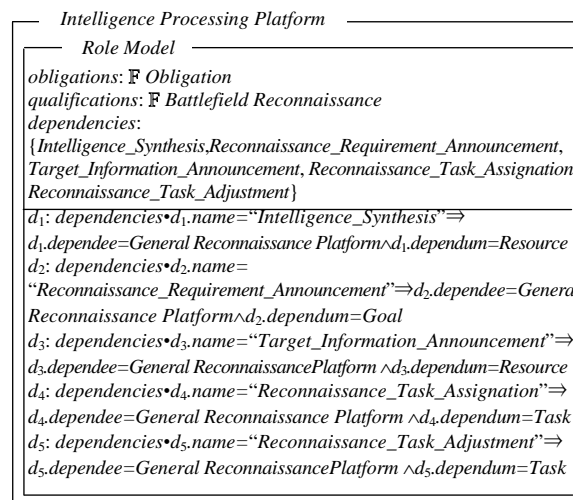 Intelligence Processing Platform
Role Model
obligations: 𝔽 Obligation
qualifications: 𝔽 Battlefield Reconnaissance
dependencies:
{Intelligence_Synthesis,Reconnaissance_Requirement_Announcement,
Target_Information_Announcement, Reconnaissance_Task_Assignation
Reconnaissance_Task_Adjustment}
d₁: dependencies•d₁.name=“Intelligence_Synthesis”⇒
d₁.dependee=General Reconnaissance Platform∧d₁.dependum=Resource
d₂: dependencies•d₂.name=
“Reconnaissance_Requirement_Announcement”⇒d₂.dependee=Genera
Reconnaissance Platform∧d₂.dependum=Goal
d₃: dependencies•d₃.name=“Target_Information_Announcement”⇒
d₃.dependee=General ReconnaissancePlatform ∧d₃.dependum=Resource
d₄: dependencies•d₄.name=“Reconnaissance_Task_Assignation”⇒
d₄.dependee=General Reconnaissance Platform ∧d₄.dependum=Task
d₅: dependencies•d₅.name=“Reconnaissance_Task_Adjustment”⇒
d₅.dependee=General ReconnaissancePlatform ∧d₅.dependum=Task